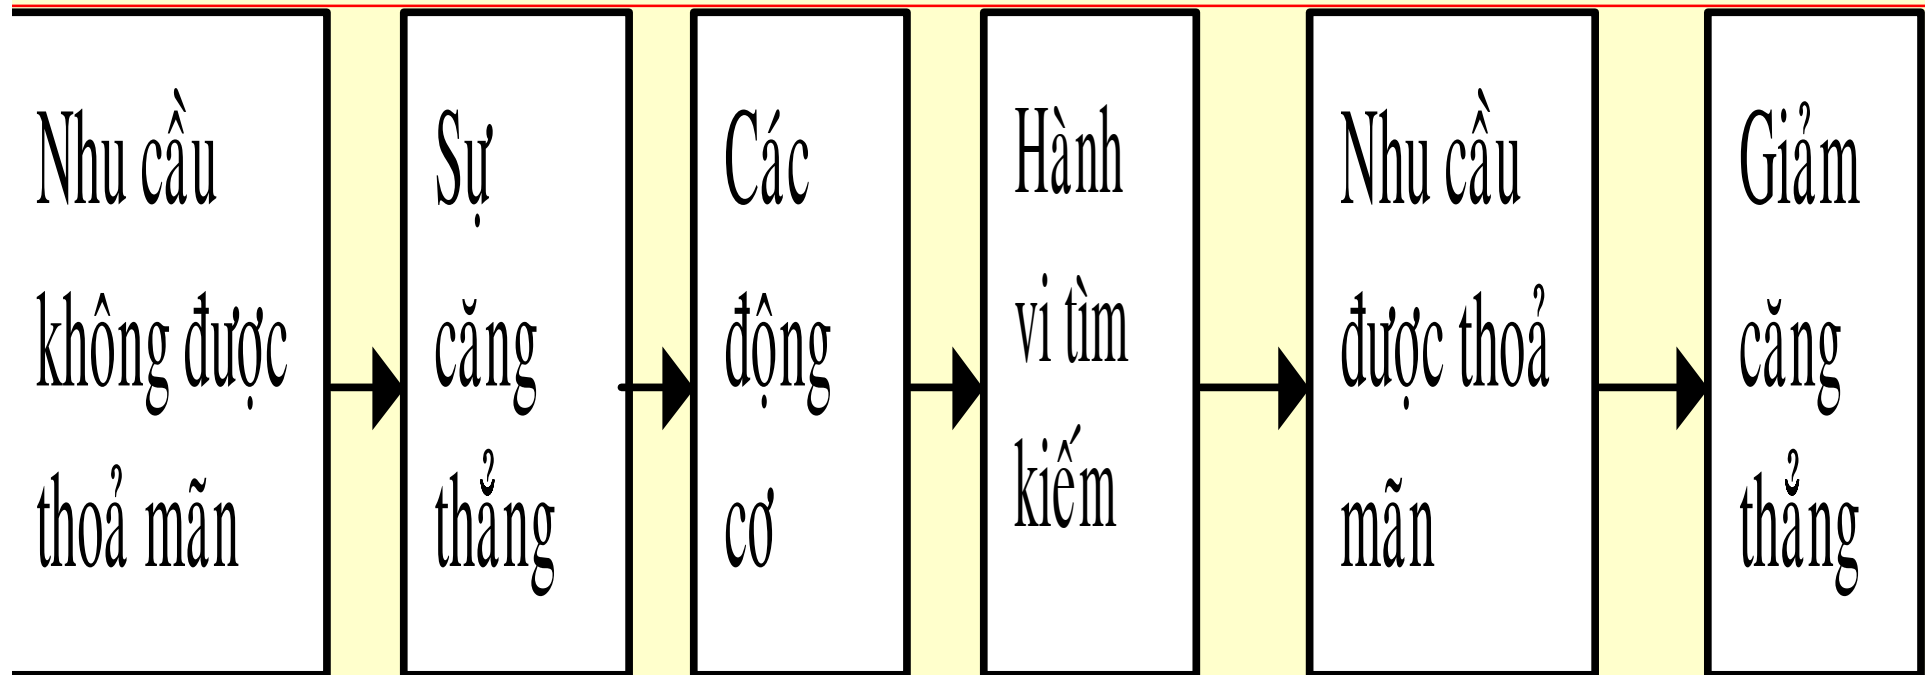 Nhu cầu
không được
thoả mãn
Sự
căng
thẳng
Các
động
cơ
Hành
vi tìm
kiếm
Nhu cầu
được thoả
mãn
Giảm
căng
thẳng